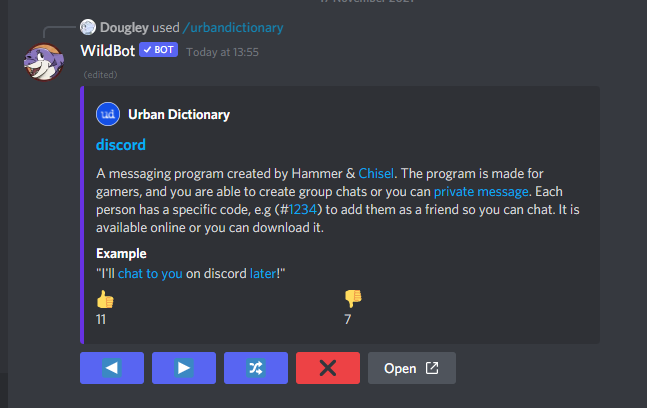 17 November 2021
Dougley used /urbandictionary
WildBot ✓ BOT Today at 13:55
(edited)
ud Urban Dictionary
discord
A messaging program created by Hammer & Chisel. The program is made for
gamers, and you are able to create group chats or you can private message. Each
person has a specific code, e.g (#1234) to add them as a friend so you can chat. It is
available online or you can download it.
Example
"I'll chat to you on discord later!"
👍 👎
11 7
Open